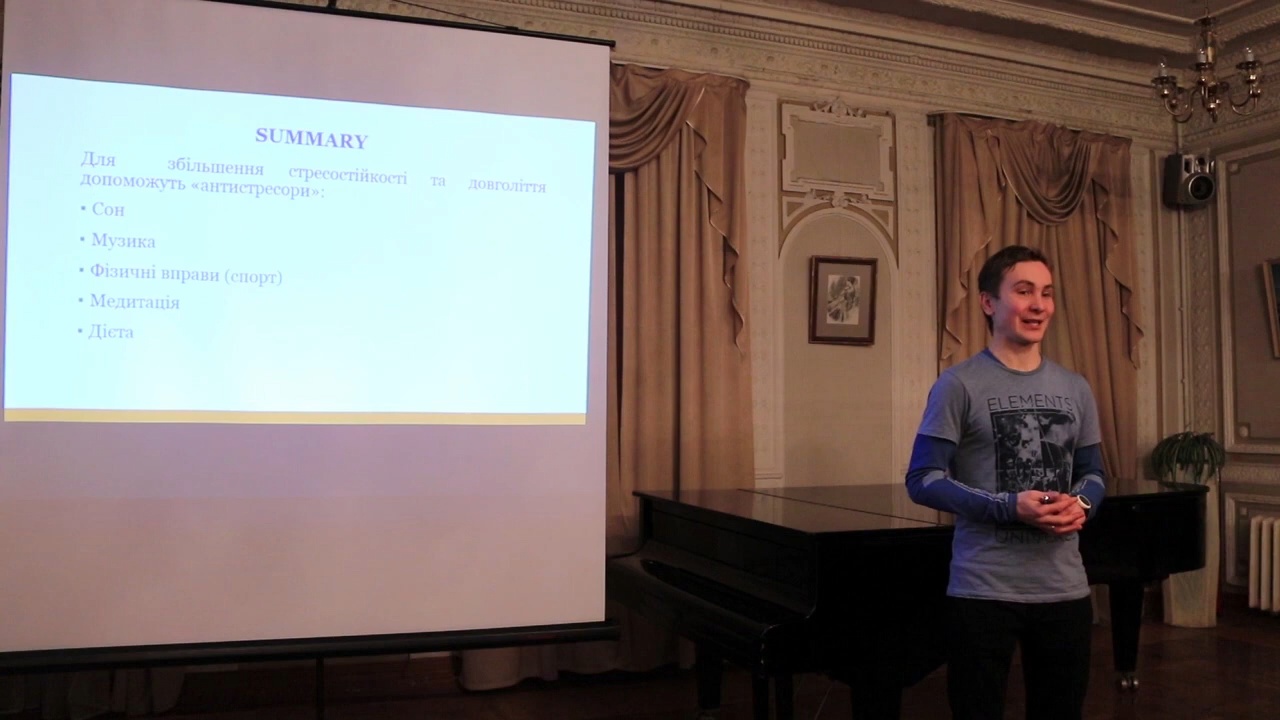 SUMMARY
Для збільшення стресостійкості та довголіття
допоможуть «антистресори»:
▪ Сон
▪ Музика
▪ Фізичні вправи (спорт)
▪ Медитація
▪ Дієта
ELEMENTS